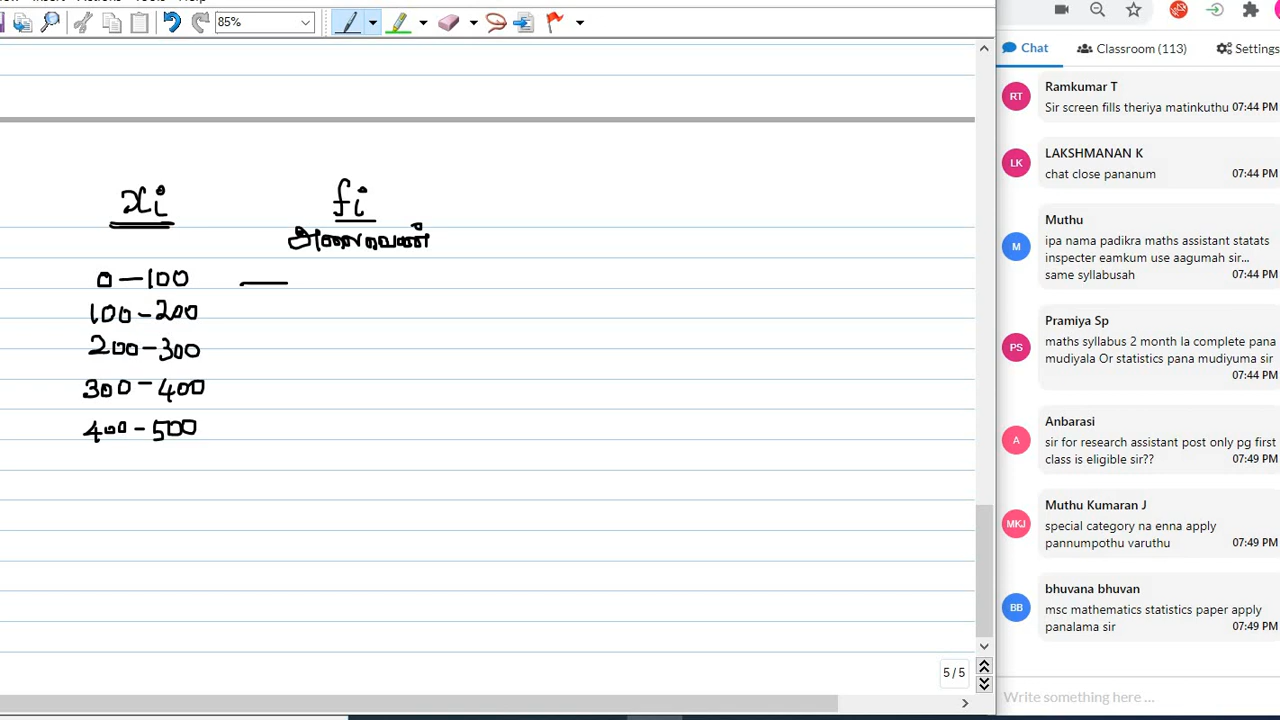 85%
Chat
Classroom (113)
Settings
RT
Ramkumar T
Sir screen fills theriya matinkuthu 07:44 PM
LK
LAKSHMANAN K
chat close pananum 07:44 PM
M
Muthu
ipa nama padikra maths assistant statats
inspecter eamkum use aagumah sir...
same syllabusah 07:44 PM
PS
Pramiya Sp
maths syllabus 2 month la complete pana
mudiyala Or statistics pana mudiyuma sir
07:44 PM
A
Anbarasi
sir for research assistant post only pg first
class is eligible sir?? 07:49 PM
MKJ
Muthu Kumaran J
special category na enna apply
pannumpothu varuthu 07:49 PM
BB
bhuvana bhuvan
msc mathematics statistics paper apply
panalama sir 07:49 PM
Write something here ...
xi fi
0 — 100 —
100 - 200
200 - 300
300 - 400
400 - 500
5 / 5